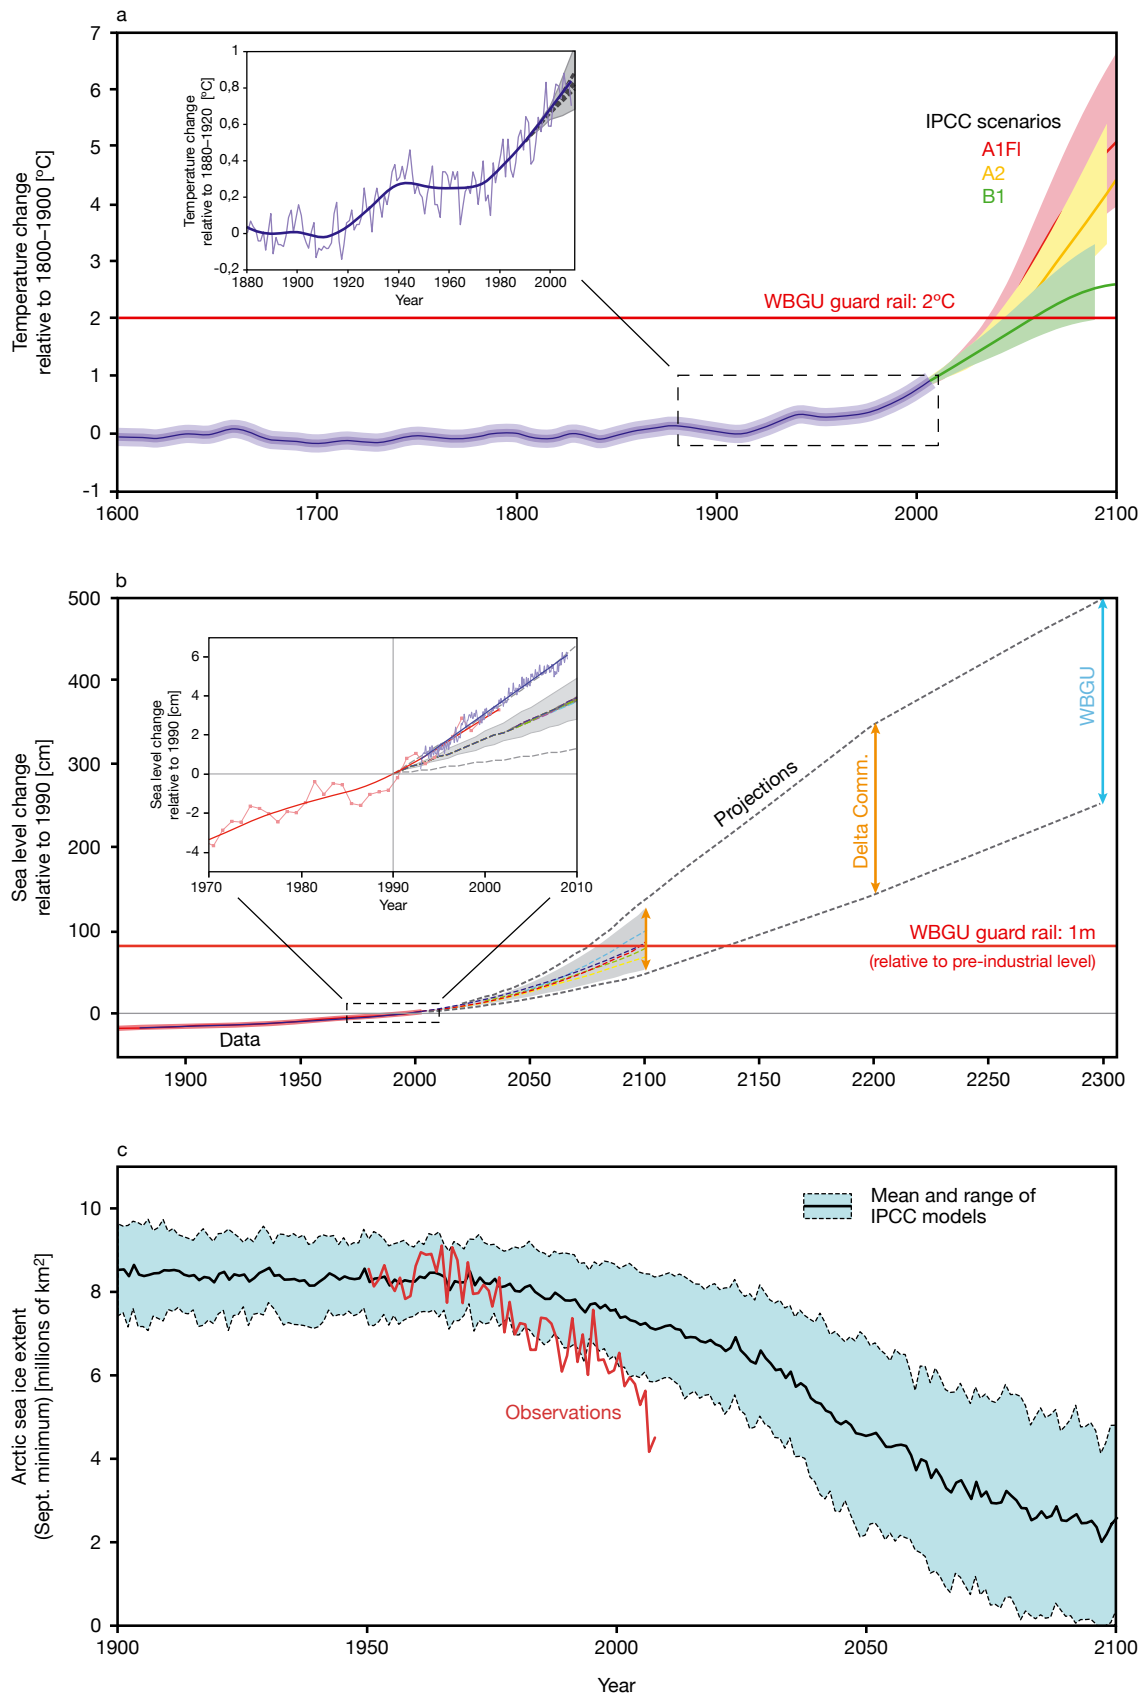 a
7
6
5
4
3
2
1
0
-1
Temperature change
relative to 1800–1900 [ºC]
1
0,8
0,6
0,4
0,2
0
-0,2
Temperature change
relative to 1880–1920 [ºC]
1880 1900 1920 1940 1960 1980 2000
Year
IPCC scenarios
A1FI
A2
B1
WBGU guard rail: 2ºC
1600 1700 1800 1900 2000 2100
b
500
400
300
200
100
0
Sea level change
relative to 1990 [cm]
6
4
2
0
-2
-4
Sea level change
relative to 1990 [cm]
1970 1980 1990 2000 2010
Year
Projections
Delta Comm.
WBGU
WBGU guard rail: 1m
(relative to pre-industrial level)
Data
1900 1950 2000 2050 2100 2150 2200 2250 2300
c
10
8
6
4
2
0
Arctic sea ice extent
(Sept. minimum) [millions of km²]
Mean and range of
IPCC models
Observations
1900 1950 2000 2050 2100
Year